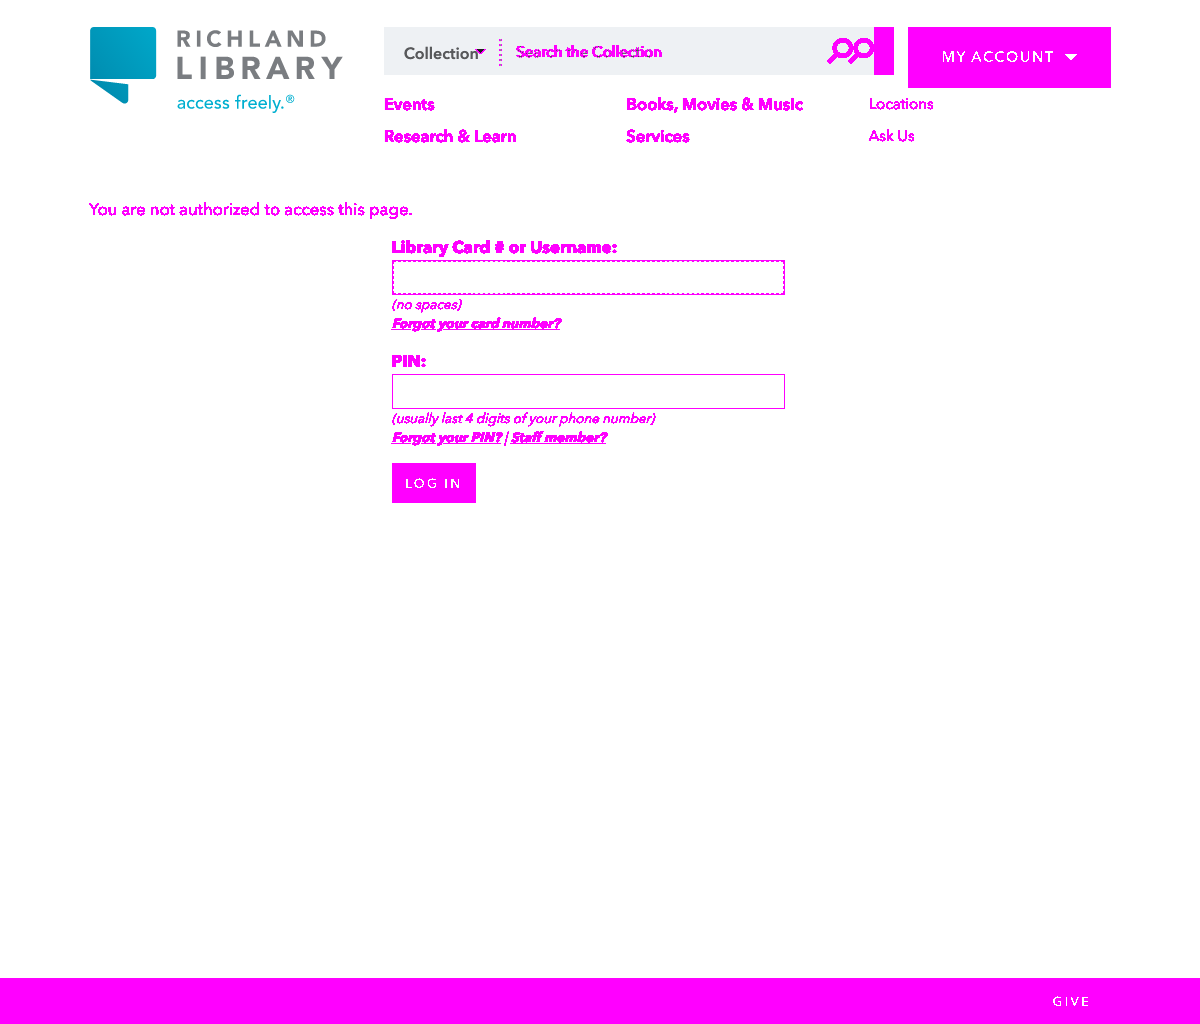 RICHLAND
LIBRARY
access freely.®
Collection
Search the Collection
MY ACCOUNT
Events
Books, Movies & Music
Locations
Research & Learn
Services
Ask Us
You are not authorized to access this page.
Library Card # or Username:
(no spaces)
Forgot your card number?
PIN:
(usually last 4 digits of your phone number)
Forgot your PIN? | Staff member?
LOG IN
GIVE